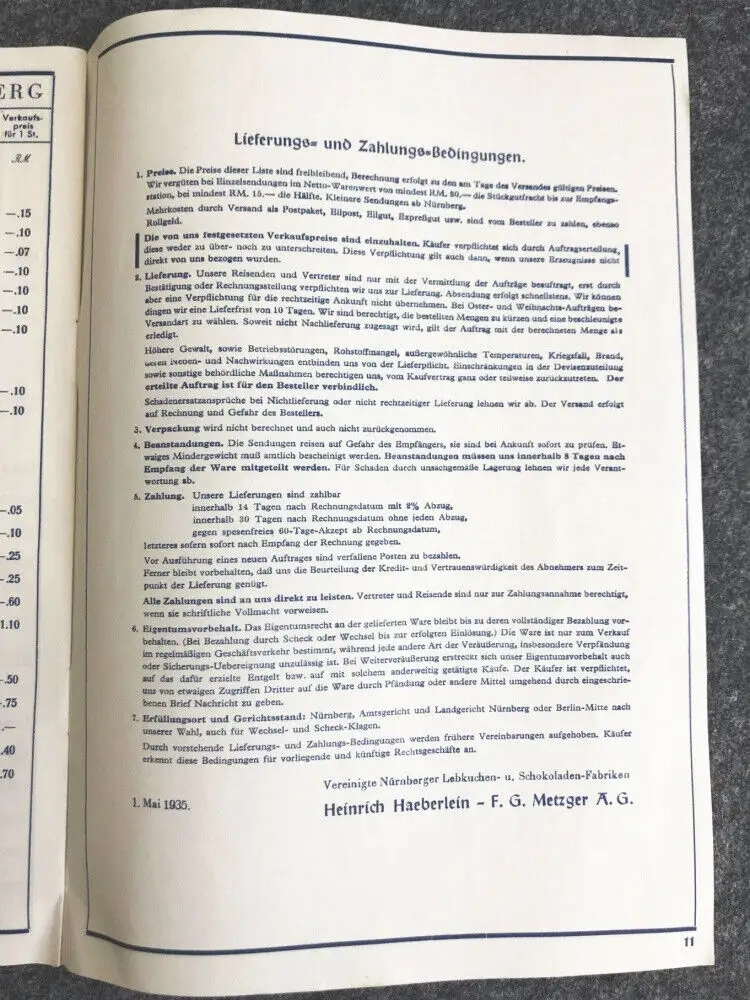 ERG
Verkaufs-
preis
für 1 St.
RM
—.15
—.10
—.07
—.10
—.10
—.10
—.10
—.10
—.10
—.05
—.10
—.25
—.25
—.60
1.10
—.50
—.75
.—
.40
.70
Lieferungs- und Zahlungs-Bedingungen.
1. Preise. Die Preise dieser Liste sind freibleibend, Berechnung erfolgt zu den am Tage des Versandes gültigen Preisen.
Wir vergüten bei Einzelsendungen im Netto-Warenwert von mindest RM. 30.— die Stückgutfracht bis zur Empfangs-
station, bei mindest RM. 15.— die Hälfte. Kleinere Sendungen ab Nürnberg.
Mehrkosten durch Versand als Postpaket, Eilpost, Eilgut, Expreßgut usw. sind vom Besteller zu zahlen, ebenso
Rollgeld.
Die von uns festgesetzten Verkaufspreise sind einzuhalten. Käufer verpflichtet sich durch Auftragserteilung,
diese weder zu über- noch zu unterschreiten. Diese Verpflichtung gilt auch dann, wenn unsere Erzeugnisse nicht
direkt von uns bezogen wurden.
2. Lieferung. Unsere Reisenden und Vertreter sind nur mit der Vermittlung der Aufträge beauftragt, erst durch
Bestätigung oder Rechnungsstellung verpflichten wir uns zur Lieferung. Absendung erfolgt schnellstens. Wir können
aber eine Verpflichtung für die rechtzeitige Ankunft nicht übernehmen. Bei Oster- und Weihnachts-Aufträgen be-
dingen wir eine Lieferfrist von 10 Tagen. Wir sind berechtigt, die bestellten Mengen zu kürzen und eine beschleunigte
Versandart zu wählen. Soweit nicht Nachlieferung zugesagt wird, gilt der Auftrag mit der berechneten Menge als
erledigt.
Höhere Gewalt, sowie Betriebsstörungen, Rohstoffmangel, außergewöhnliche Temperaturen, Kriegsfall, Brand,
deren Neben- und Nachwirkungen entbinden uns von der Lieferpflicht. Einschränkungen in der Devisenzuteilung
sowie sonstige behördliche Maßnahmen berechtigen uns, vom Kaufvertrag ganz oder teilweise zurückzutreten. Der
erteilte Auftrag ist für den Besteller verbindlich.
Schadenersatzansprüche bei Nichtlieferung oder nicht rechtzeitiger Lieferung lehnen wir ab. Der Versand erfolgt
auf Rechnung und Gefahr des Bestellers.
3. Verpackung wird nicht berechnet und auch nicht zurückgenommen.
4. Beanstandungen. Die Sendungen reisen auf Gefahr des Empfängers, sie sind bei Ankunft sofort zu prüfen. Et-
waiges Mindergewicht muß amtlich bescheinigt werden. Beanstandungen müssen uns innerhalb 8 Tagen nach
Empfang der Ware mitgeteilt werden. Für Schaden durch unsachgemäße Lagerung lehnen wir jede Verant-
wortung ab.
5. Zahlung. Unsere Lieferungen sind zahlbar
innerhalb 14 Tagen nach Rechnungsdatum mit 2% Abzug,
innerhalb 30 Tagen nach Rechnungsdatum ohne jeden Abzug,
gegen spesenfreies 60-Tage-Akzept ab Rechnungsdatum,
letzteres sofern sofort nach Empfang der Rechnung gegeben.
Vor Ausführung eines neuen Auftrages sind verfallene Posten zu bezahlen.
Ferner bleibt vorbehalten, daß uns die Beurteilung der Kredit- und Vertrauenswürdigkeit des Abnehmers zum Zeit-
punkt der Lieferung genügt.
Alle Zahlungen sind an uns direkt zu leisten. Vertreter und Reisende sind nur zur Zahlungsannahme berechtigt,
wenn sie schriftliche Vollmacht vorweisen.
6. Eigentumsvorbehalt. Das Eigentumsrecht an der gelieferten Ware bleibt bis zu deren vollständiger Bezahlung vor-
behalten. (Bei Bezahlung durch Scheck oder Wechsel bis zur erfolgten Einlösung.) Die Ware ist nur zum Verkauf
im regelmäßigen Geschäftsverkehr bestimmt, während jede andere Art der Veräußerung, insbesondere Verpfändung
oder Sicherungs-Uebereignung unzulässig ist. Bei Weiterveräußerung erstreckt sich unser Eigentumsvorbehalt auch
auf das dafür erzielte Entgelt bzw. auf mit solchem anderweitig getätigte Käufe. Der Käufer ist verpflichtet,
uns von etwaigen Zugriffen Dritter auf die Ware durch Pfändung oder andere Mittel umgehend durch eingeschrie-
benen Brief Nachricht zu geben.
7. Erfüllungsort und Gerichtsstand: Nürnberg, Amtsgericht und Landgericht Nürnberg oder Berlin-Mitte nach
unserer Wahl, auch für Wechsel- und Scheck-Klagen.
Durch vorstehende Lieferungs- und Zahlungs-Bedingungen werden frühere Vereinbarungen aufgehoben. Käufer
erkennt diese Bedingungen für vorliegende und künftige Rechtsgeschäfte an.
Vereinigte Nürnberger Lebkuchen- u. Schokoladen-Fabriken
1. Mai 1935.
Heinrich Haeberlein – F. G. Metzger A. G.
11